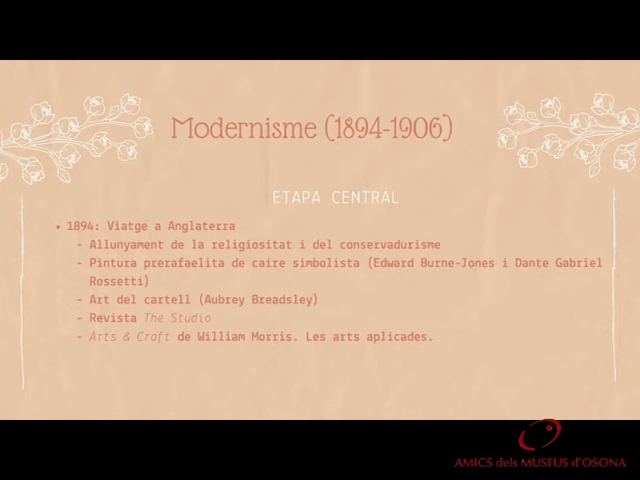 Modernisme (1894-1906)
ETAPA CENTRAL
• 1894: Viatge a Anglaterra
- Allunyament de la religiositat i del conservadurisme
- Pintura prerafaelita de caire simbolista (Edward Burne-Jones i Dante Gabriel
Rossetti)
- Art del cartell (Aubrey Breadsley)
- Revista The Studio
- Arts & Craft de William Morris. Les arts aplicades.
AMICS dels MUSEUS d'OSONA